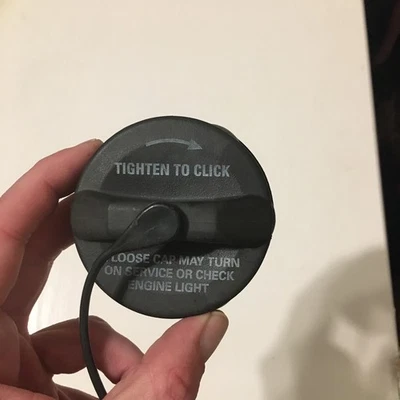 TIGHTEN TO CLICK
LOOSE CAP MAY TURN
ON SERVICE OR CHECK
ENGINE LIGHT